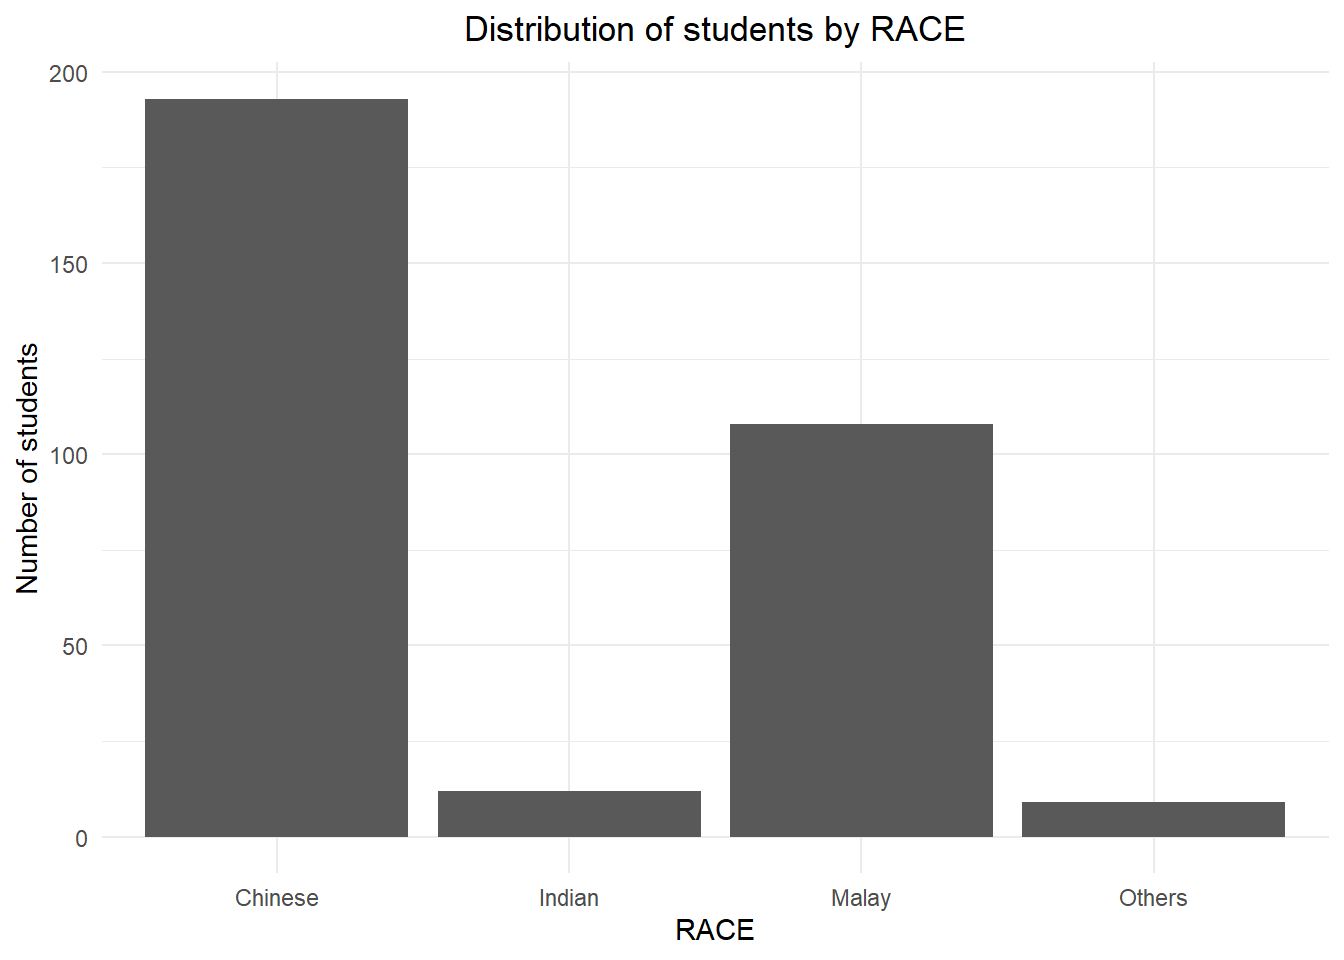 Distribution of students by RACE
200
150
100
50
0
Number of students
Chinese Indian Malay Others
RACE